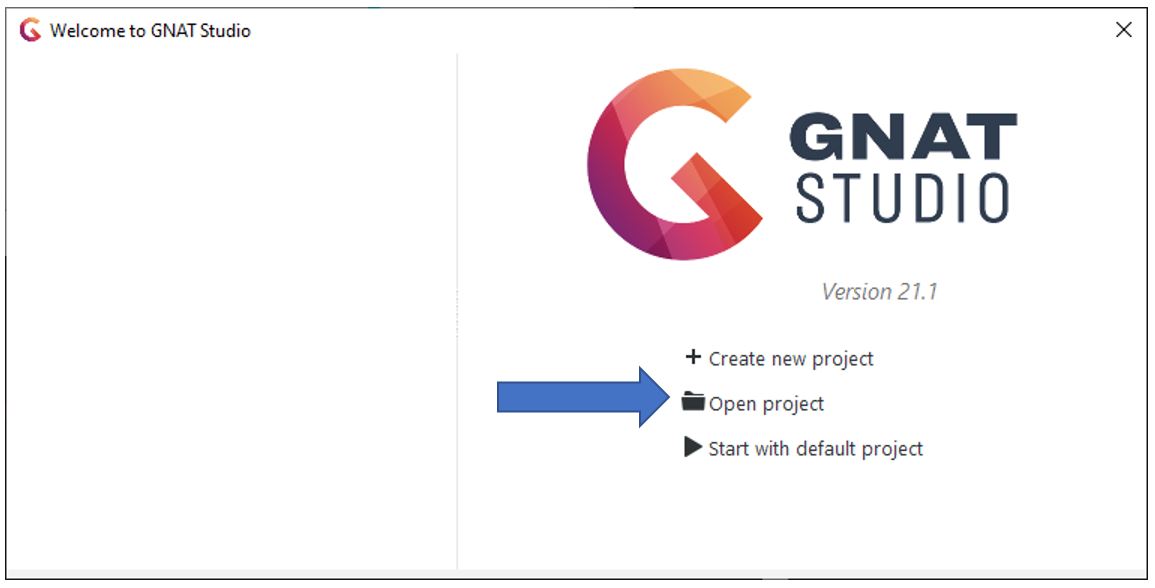 Welcome to GNAT Studio
GNAT
STUDIO
Version 21.1
Create new project
Open project
Start with default project